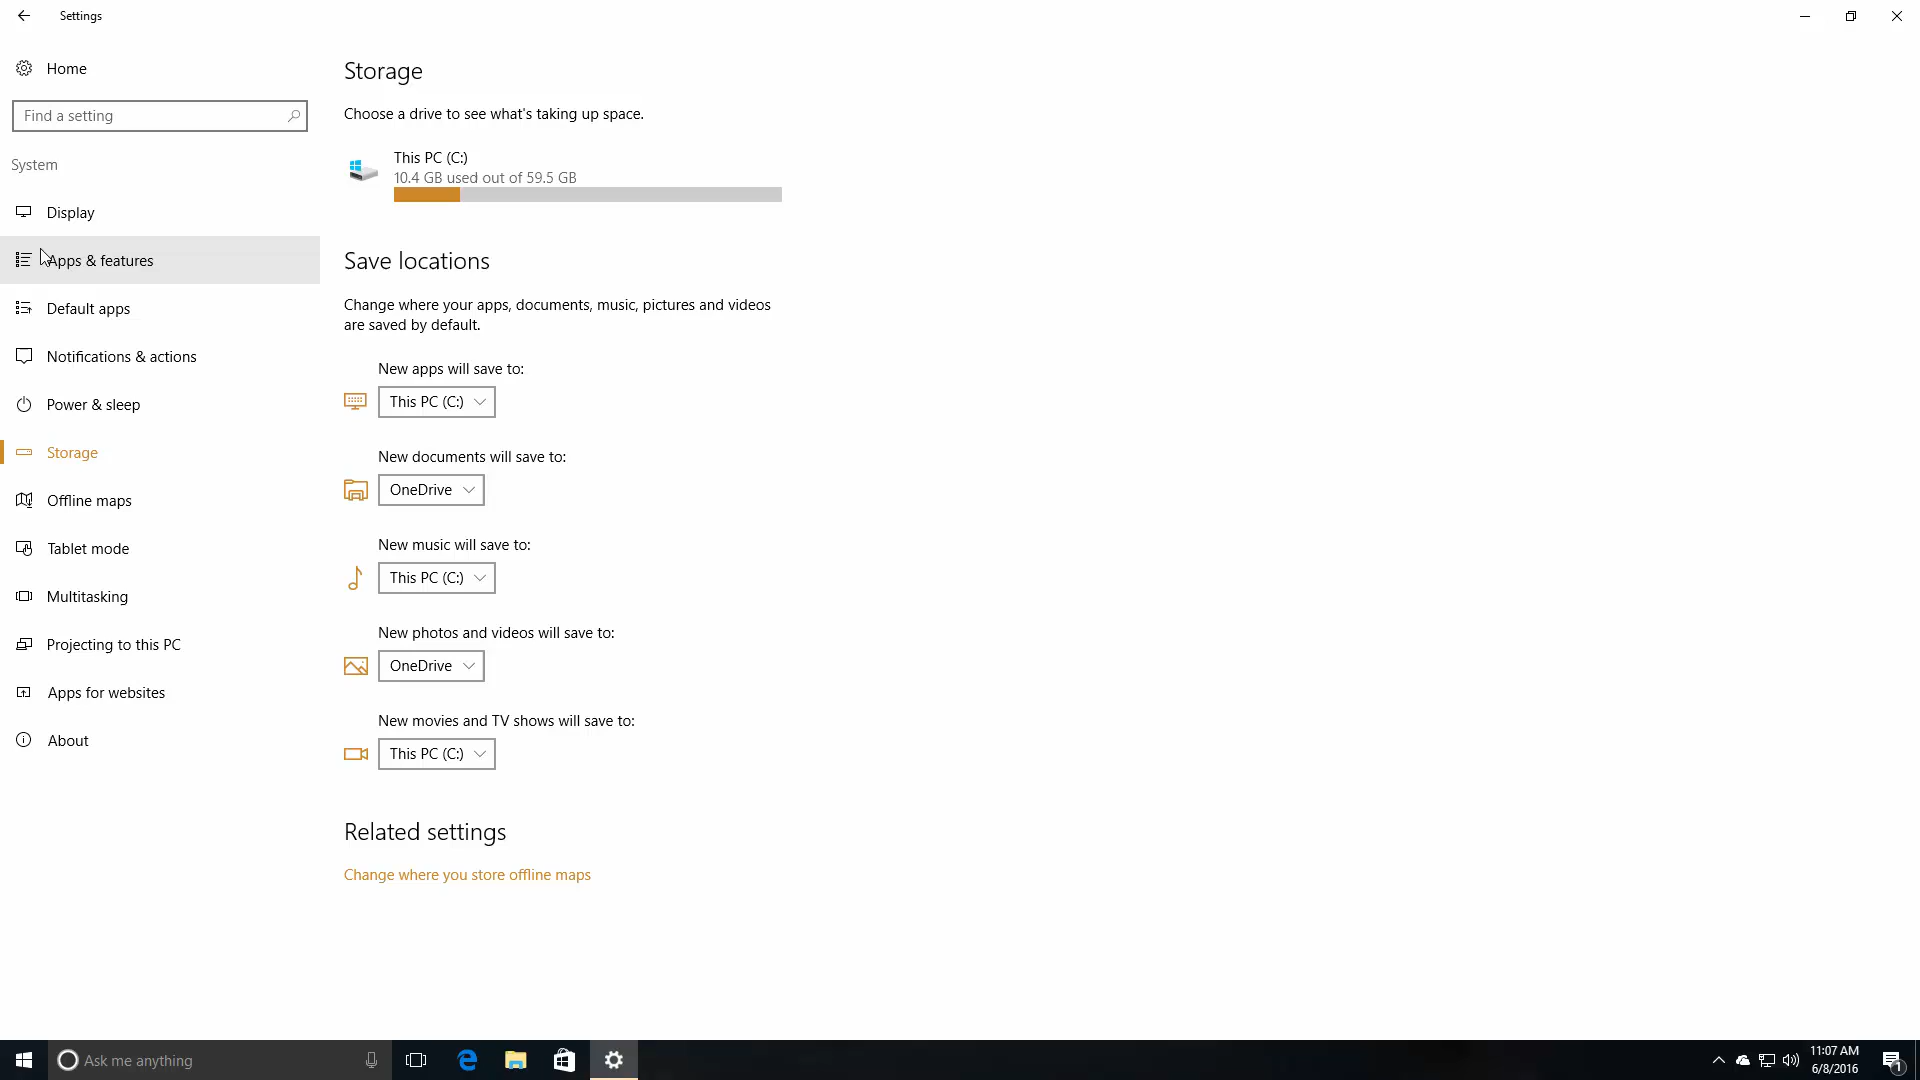 Settings
Home
Find a setting
System
Display
Apps & features
Default apps
Notifications & actions
Power & sleep
Storage
Offline maps
Tablet mode
Multitasking
Projecting to this PC
Apps for websites
About
Storage
Choose a drive to see what's taking up space.
This PC (C:)
10.4 GB used out of 59.5 GB
Save locations
Change where your apps, documents, music, pictures and videos
are saved by default.
New apps will save to:
This PC (C:)
New documents will save to:
OneDrive
New music will save to:
This PC (C:)
New photos and videos will save to:
OneDrive
New movies and TV shows will save to:
This PC (C:)
Related settings
Change where you store offline maps
Ask me anything
11:07 AM
6/8/2016
1